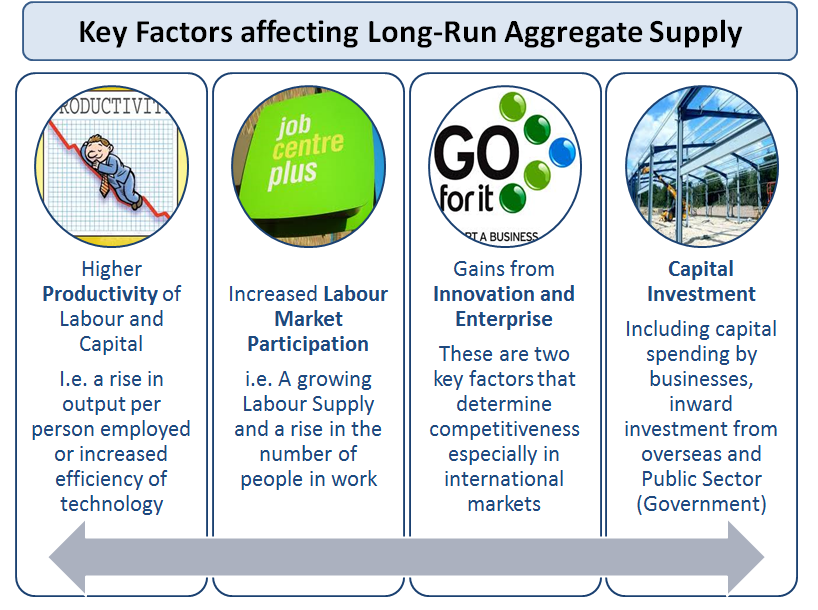 Key Factors affecting Long-Run Aggregate Supply
RODUCTIVIT
Higher
Productivity of
Labour and
Capital
I.e. a rise in
output per
person employed
or increased
efficiency of
technology
job
centre
plus
Increased Labour
Market
Participation
i.e. A growing
Labour Supply
and a rise in the
number of
people in work
GO
for it
RT A BUSINESS
Gains from
Innovation and
Enterprise
These are two
key factors that
determine
competitiveness
especially in
international
markets
Capital
Investment
Including capital
spending by
businesses,
inward
investment from
overseas and
Public Sector
(Government)